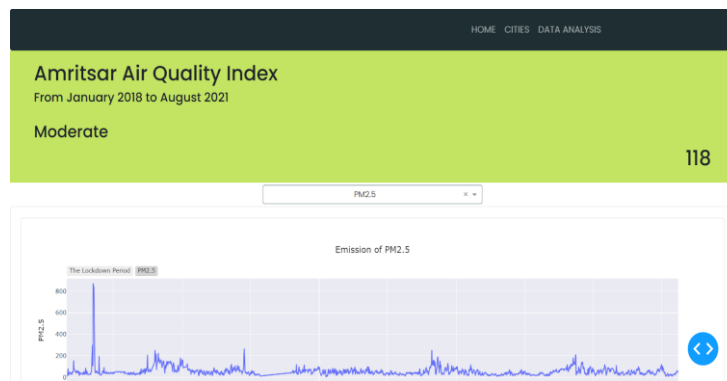 HOME CITIES DATA ANALYSIS
Amritsar Air Quality Index
From January 2018 to August 2021
Moderate
118
PM2.5 × ▾
Emission of PM2.5
The Lockdown Period PM2.5
800
600
400
200
0
PM2.5
< >